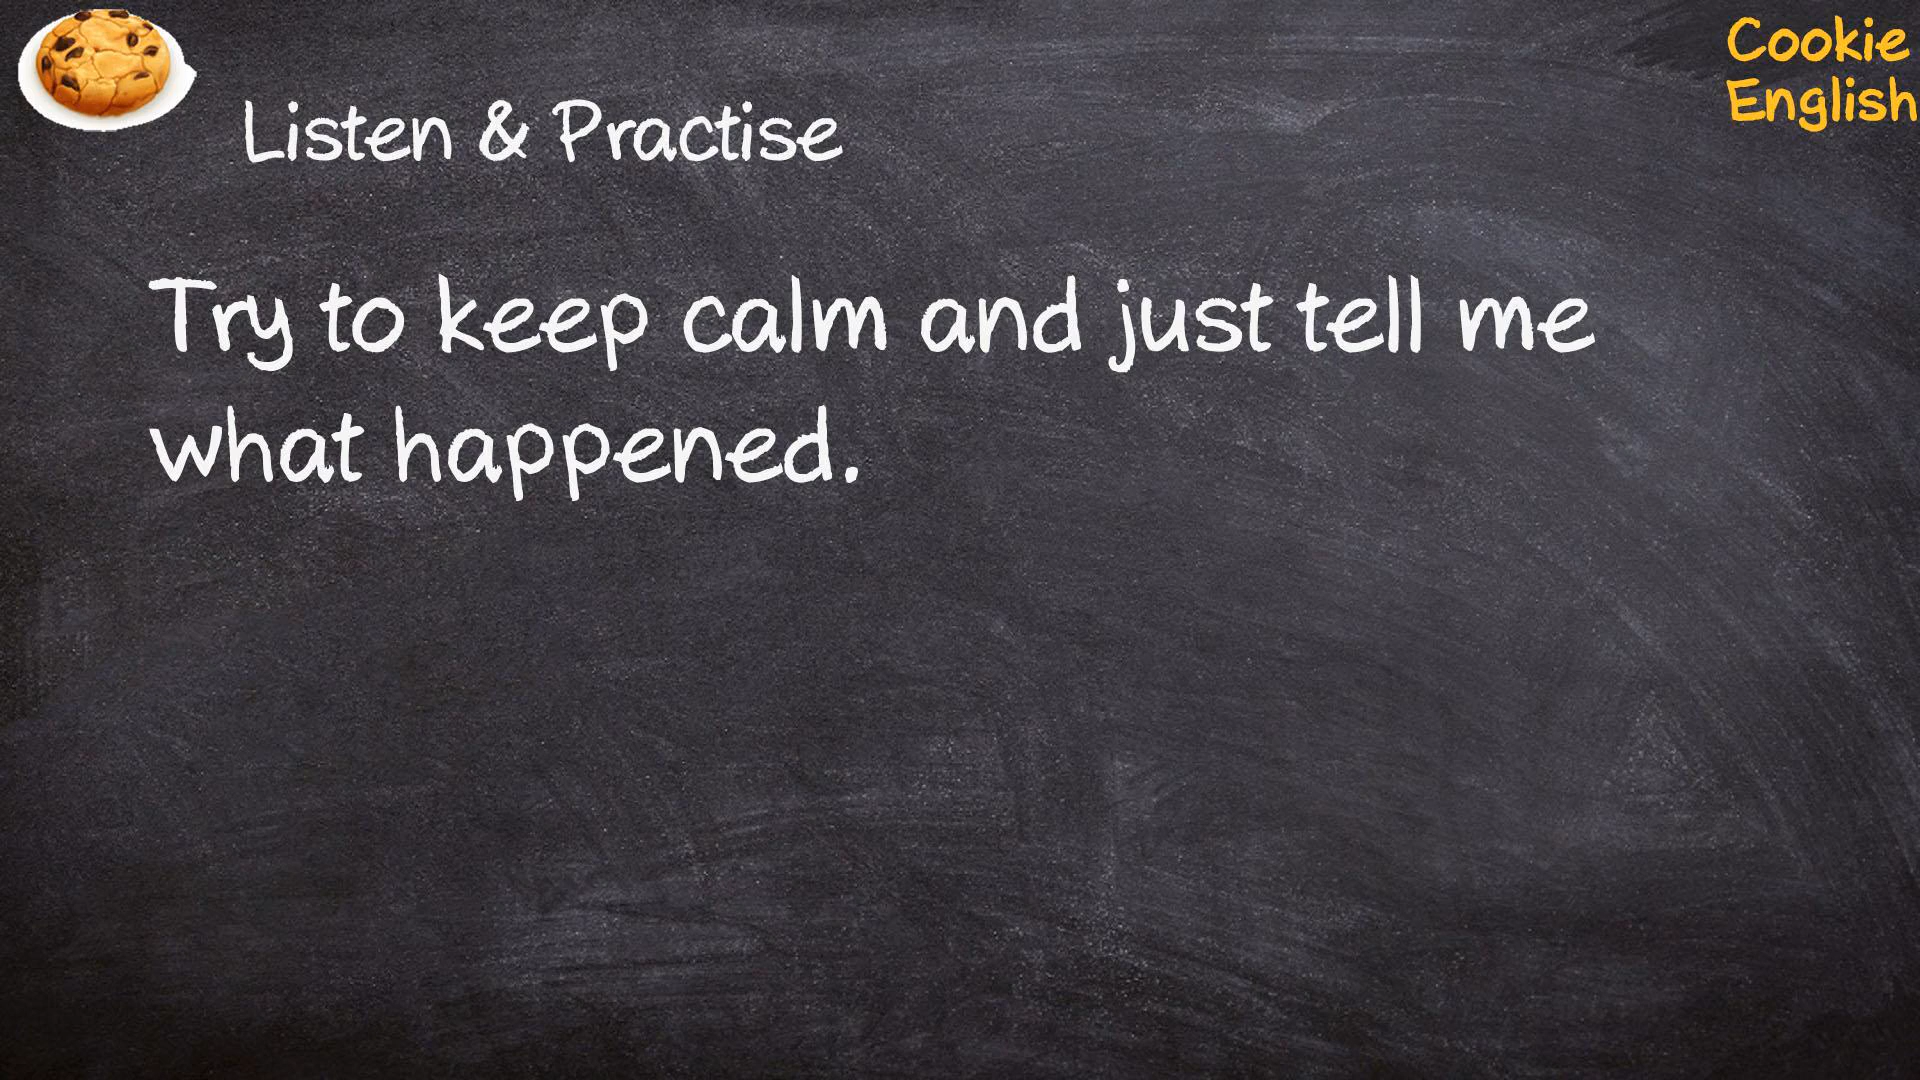 Cookie
English
Listen & Practise
Try to keep calm and just tell me
what happened.